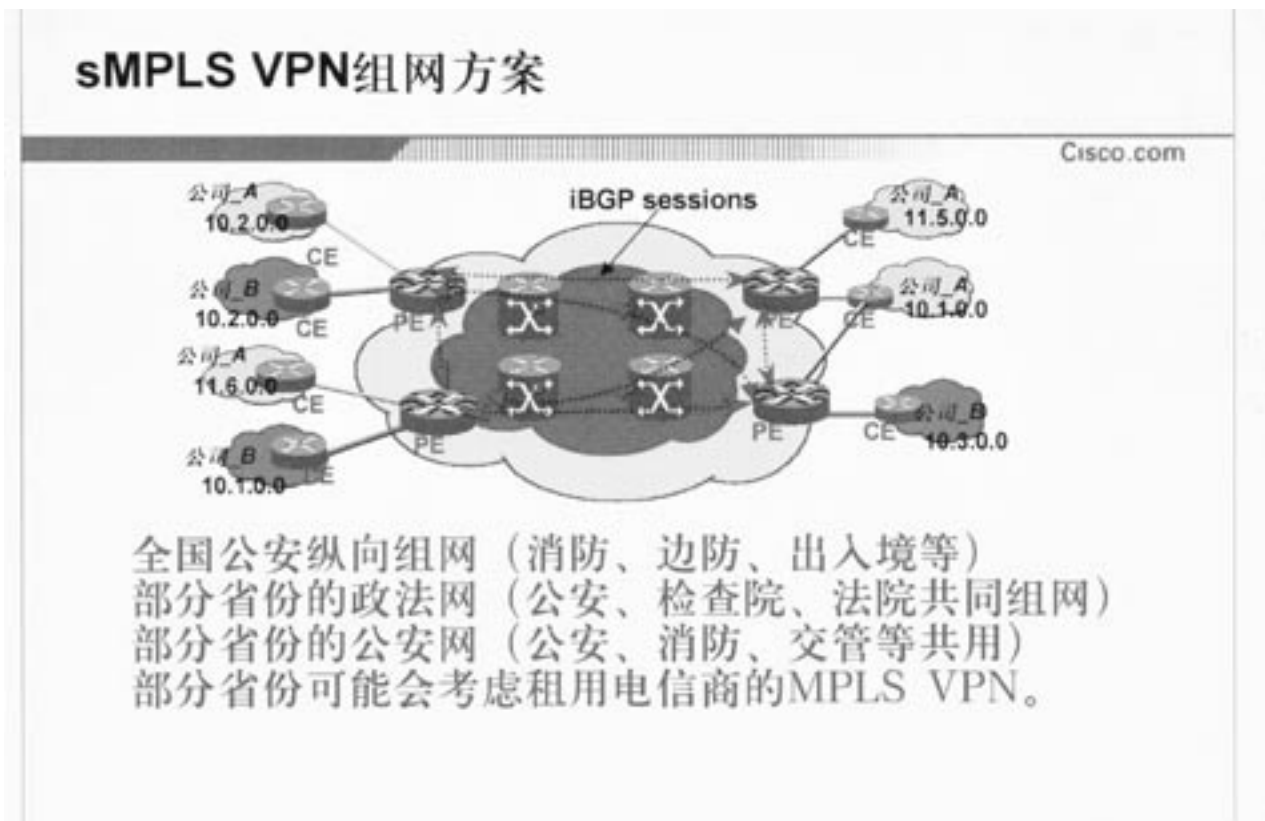 sMPLS VPN组网方案
Cisco.com
iBGP sessions
公司_A
10.2.0.0
CE
公司_B
10.2.0.0
CE
PE
公司_A
11.6.0.0
CE
公司_B
10.1.0.0
CE
PE
公司_A
11.5.0.0
CE
公司_A
10.1.0.0
CE
PE
公司_B
10.3.0.0
CE
PE
全国公安纵向组网（消防、边防、出入境等）
部分省份的政法网（公安、检查院、法院共同组网）
部分省份的公安网（公安、消防、交管等共用）
部分省份可能会考虑租用电信商的MPLS VPN。